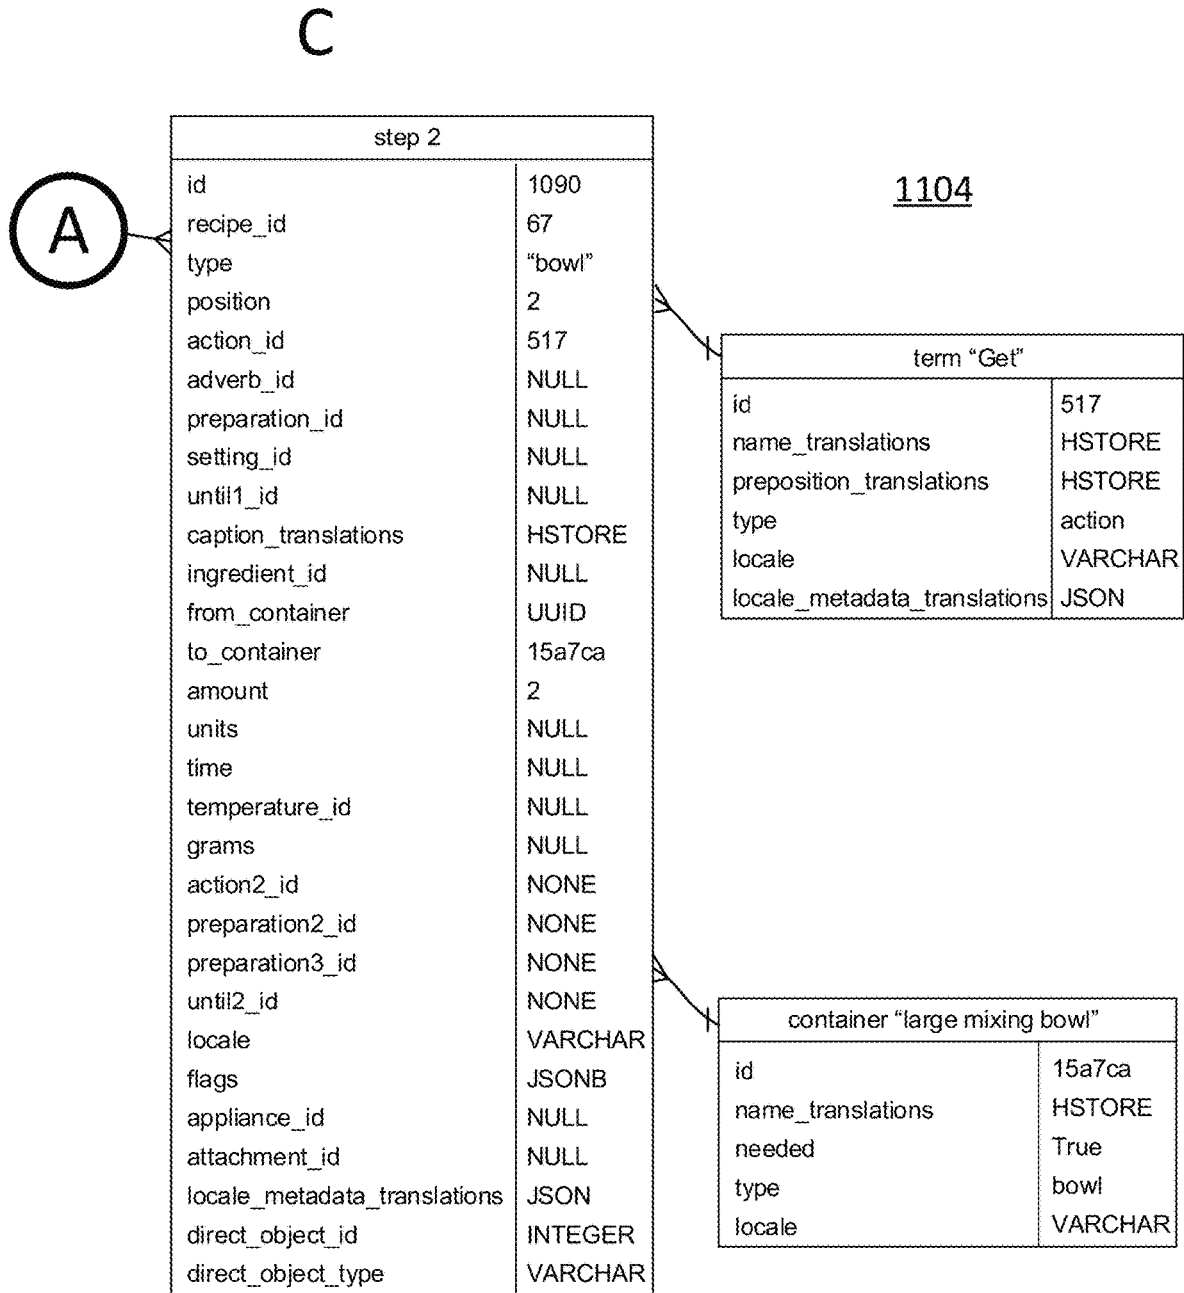 C
A
step 2
id 1090
recipe_id 67
type “bowl”
position 2
action_id 517
adverb_id NULL
preparation_id NULL
setting_id NULL
until1_id NULL
caption_translations HSTORE
ingredient_id NULL
from_container UUID
to_container 15a7ca
amount 2
units NULL
time NULL
temperature_id NULL
grams NULL
action2_id NONE
preparation2_id NONE
preparation3_id NONE
until2_id NONE
locale VARCHAR
flags JSONB
appliance_id NULL
attachment_id NULL
locale_metadata_translations JSON
direct_object_id INTEGER
direct_object_type VARCHAR
1104
term “Get”
id 517
name_translations HSTORE
preposition_translations HSTORE
type action
locale VARCHAR
locale_metadata_translations JSON
container “large mixing bowl”
id 15a7ca
name_translations HSTORE
needed True
type bowl
locale VARCHAR